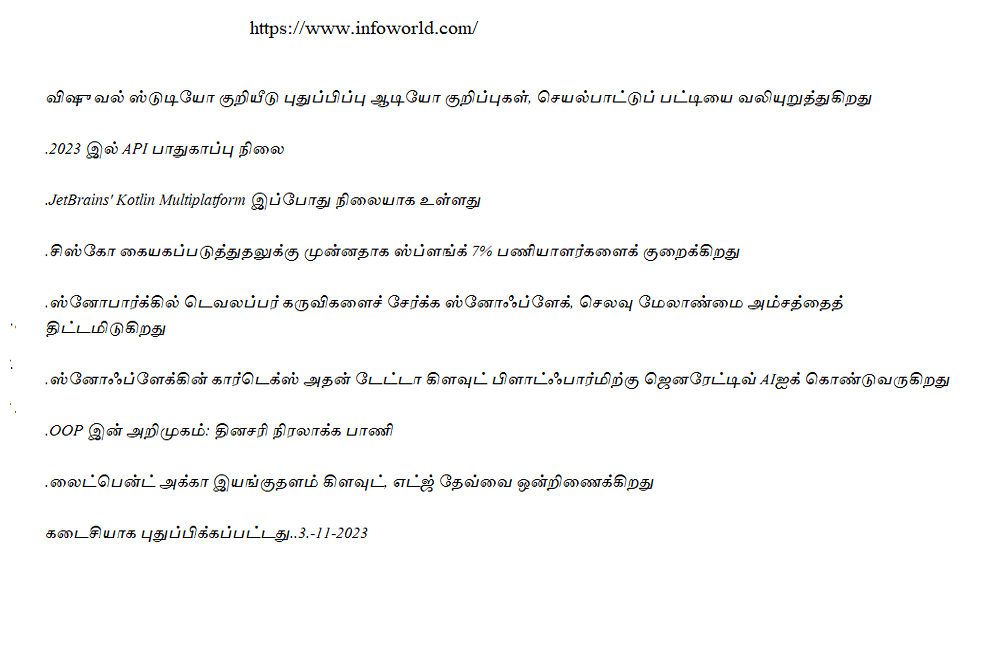 https://www.infoworld.com/
விஷுவல் ஸ்டுடியோ குறியீடு புதுப்பிப்பு ஆடியோ குறிப்புகள், செயல்பாட்டுப் பட்டியை வலியுறுத்துகிறது
.2023 இல் API பாதுகாப்பு நிலை
.JetBrains' Kotlin Multiplatform இப்போது நிலையாக உள்ளது
.சிஸ்கோ கையகப்படுத்துதலுக்கு முன்னதாக ஸ்ப்ளங்க் 7% பணியாளர்களைக் குறைக்கிறது
.ஸ்னோபார்க்கில் டெவலப்பர் கருவிகளைச் சேர்க்க ஸ்னோஃப்ளேக், செலவு மேலாண்மை அம்சத்தைத்
திட்டமிடுகிறது
.ஸ்னோஃப்ளேக்கின் கார்டெக்ஸ் அதன் டேட்டா கிளவுட் பிளாட்ஃபார்மிற்கு ஜெனரேட்டிவ் AIஐக் கொண்டுவருகிறது
.OOP இன் அறிமுகம்: தினசரி நிரலாக்க பாணி
.லைட்பென்ட் அக்கா இயங்குதளம் கிளவுட், எட்ஜ் தேவ்வை ஒன்றிணைக்கிறது
கடைசியாக புதுப்பிக்கப்பட்டது..3.-11-2023